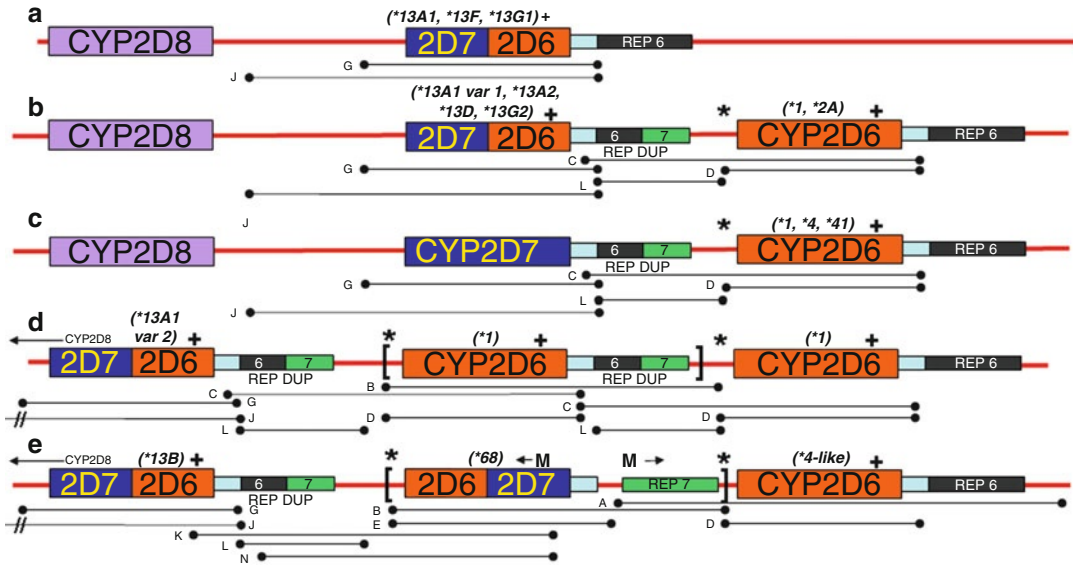 a
(*13A1, *13F, *13G1) +
CYP2D8 2D7 2D6 REP 6
G
J
b
(*13A1 var 1, *13A2,
*13D, *13G2) +
* (*1, *2A) +
CYP2D8 2D7 2D6 6 7 CYP2D6 REP 6
REP DUP
C
G D
L
J
c
* (*1, *4, *41) +
CYP2D8 CYP2D7 6 7 CYP2D6 REP 6
REP DUP
C
G D
L
J
d
CYP2D8 (*13A1
var 2) + * (*1) + * (*1) +
2D7 2D6 6 7 [ CYP2D6 6 7 ] CYP2D6 REP 6
REP DUP REP DUP
B
C
G C
J D D
L L
e
CYP2D8 (*13B) + * (*68) M M * (*4-like) +
2D7 2D6 6 7 [ 2D6 2D7 REP 7 ] CYP2D6 REP 6
REP DUP
A
G B
J E D
K
L
N